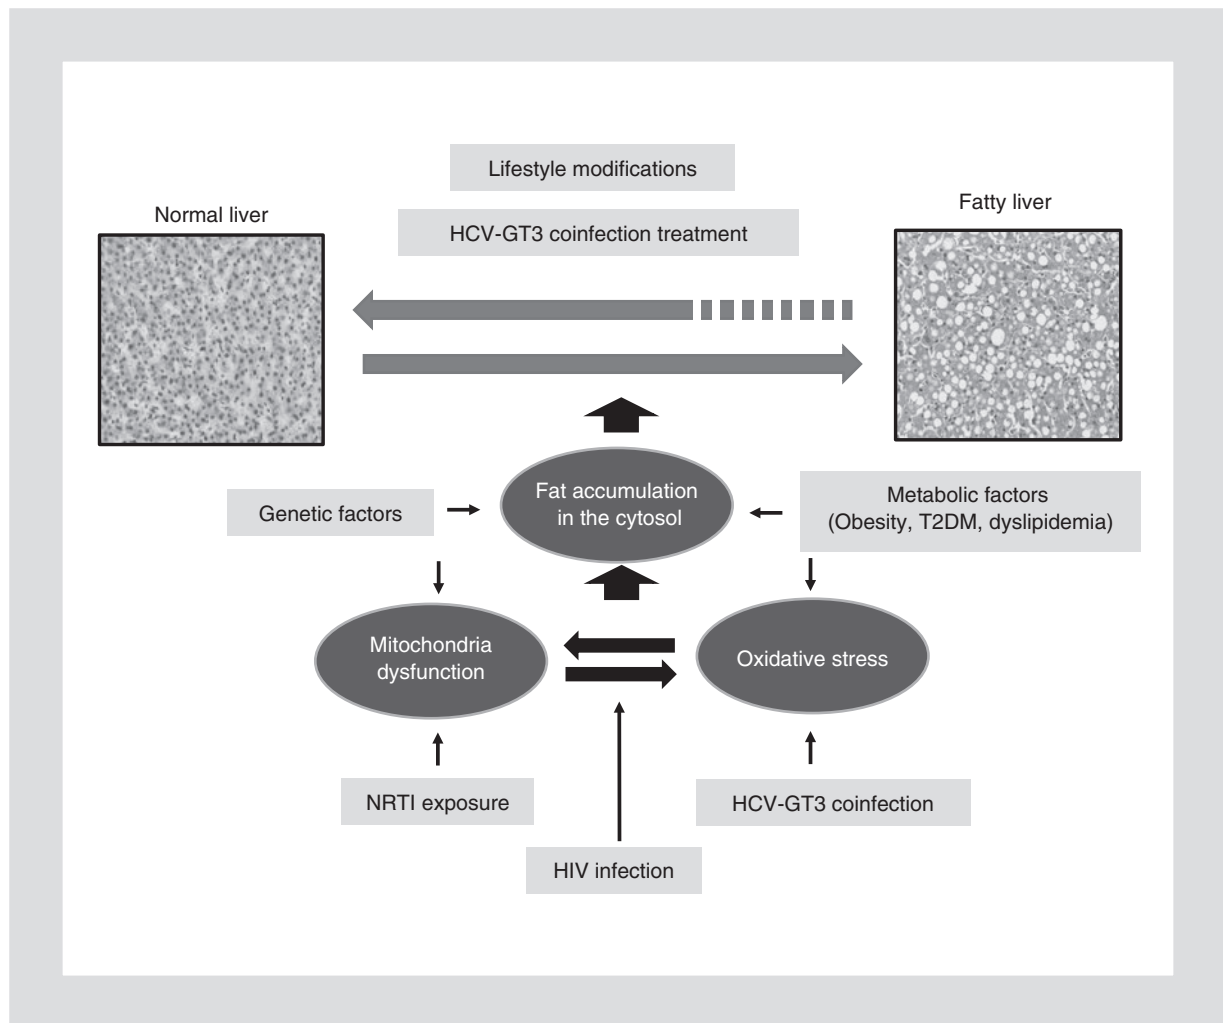 Lifestyle modifications
Normal liver
Fatty liver
HCV-GT3 coinfection treatment
Fat accumulation
in the cytosol
Genetic factors
Metabolic factors
(Obesity, T2DM, dyslipidemia)
Mitochondria
dysfunction
Oxidative stress
NRTI exposure
HCV-GT3 coinfection
HIV infection